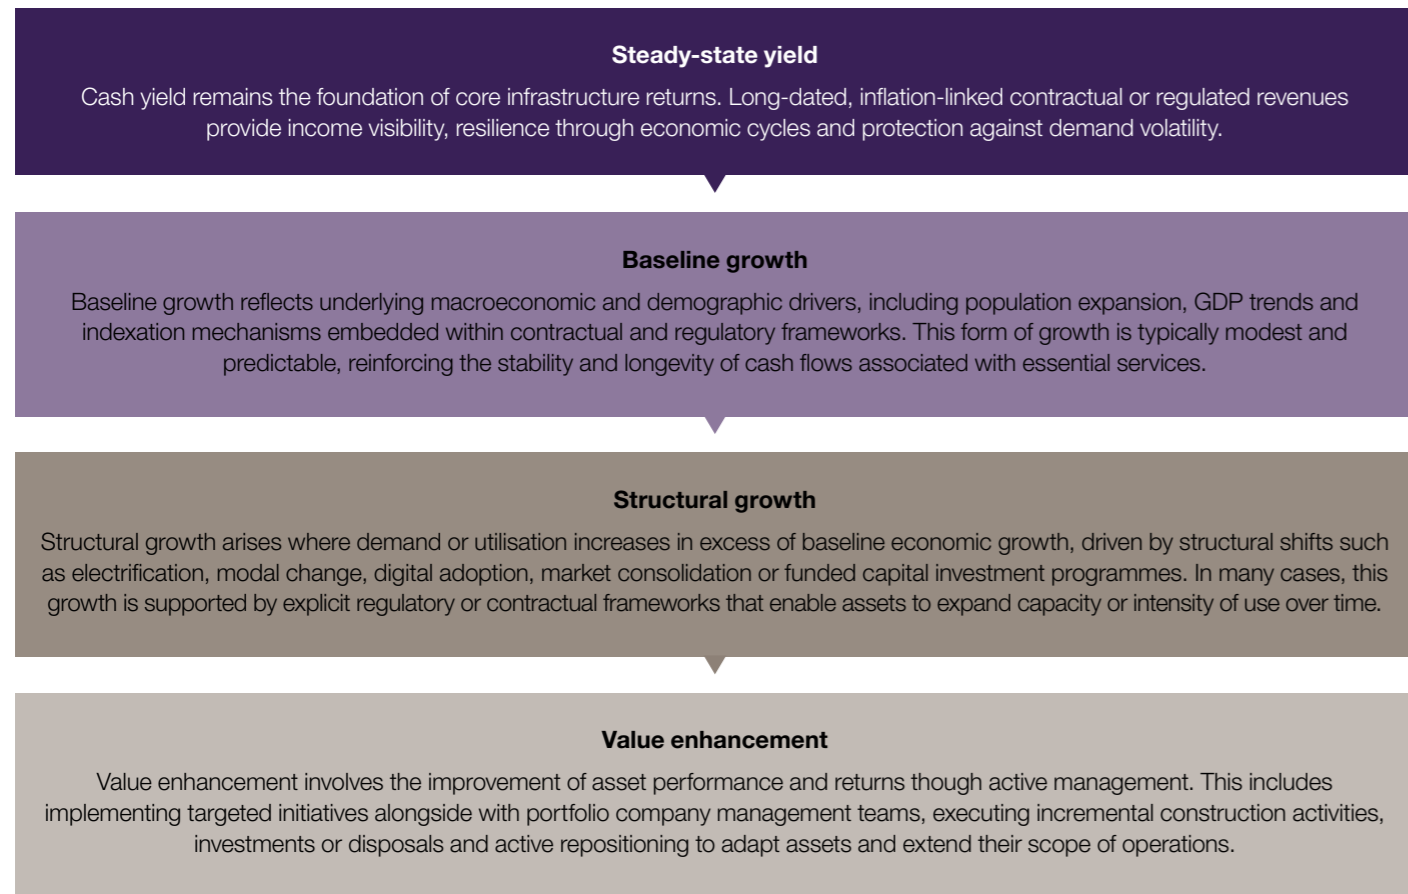 Steady-state yield
Cash yield remains the foundation of core infrastructure returns. Long-dated, inflation-linked contractual or regulated revenues
provide income visibility, resilience through economic cycles and protection against demand volatility.
Baseline growth
Baseline growth reflects underlying macroeconomic and demographic drivers, including population expansion, GDP trends and
indexation mechanisms embedded within contractual and regulatory frameworks. This form of growth is typically modest and
predictable, reinforcing the stability and longevity of cash flows associated with essential services.
Structural growth
Structural growth arises where demand or utilisation increases in excess of baseline economic growth, driven by structural shifts such
as electrification, modal change, digital adoption, market consolidation or funded capital investment programmes. In many cases, this
growth is supported by explicit regulatory or contractual frameworks that enable assets to expand capacity or intensity of use over time.
Value enhancement
Value enhancement involves the improvement of asset performance and returns though active management. This includes
implementing targeted initiatives alongside with portfolio company management teams, executing incremental construction activities,
investments or disposals and active repositioning to adapt assets and extend their scope of operations.